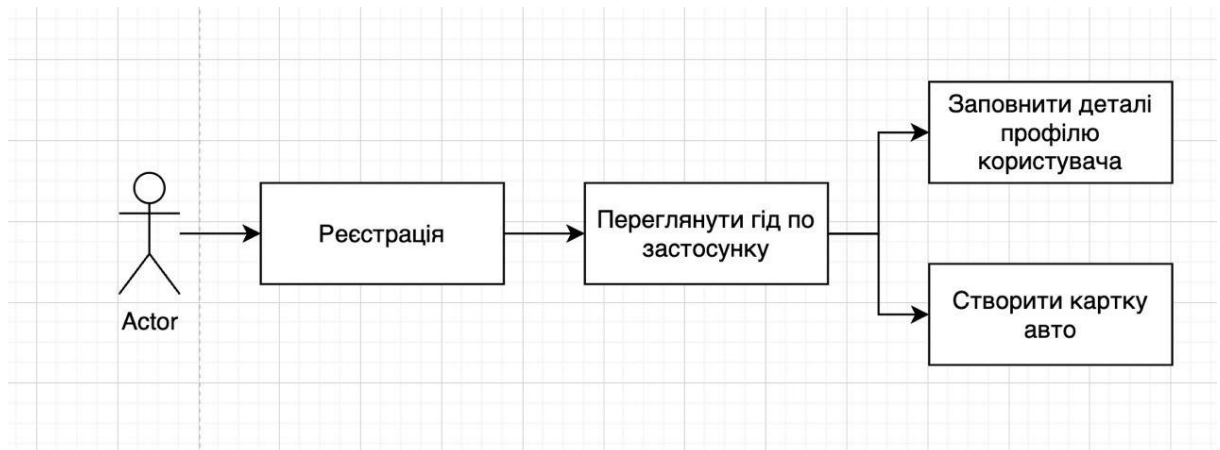 Actor
Реєстрація
Переглянути гід по
застосунку
Заповнити деталі
профілю
користувача
Створити картку
авто